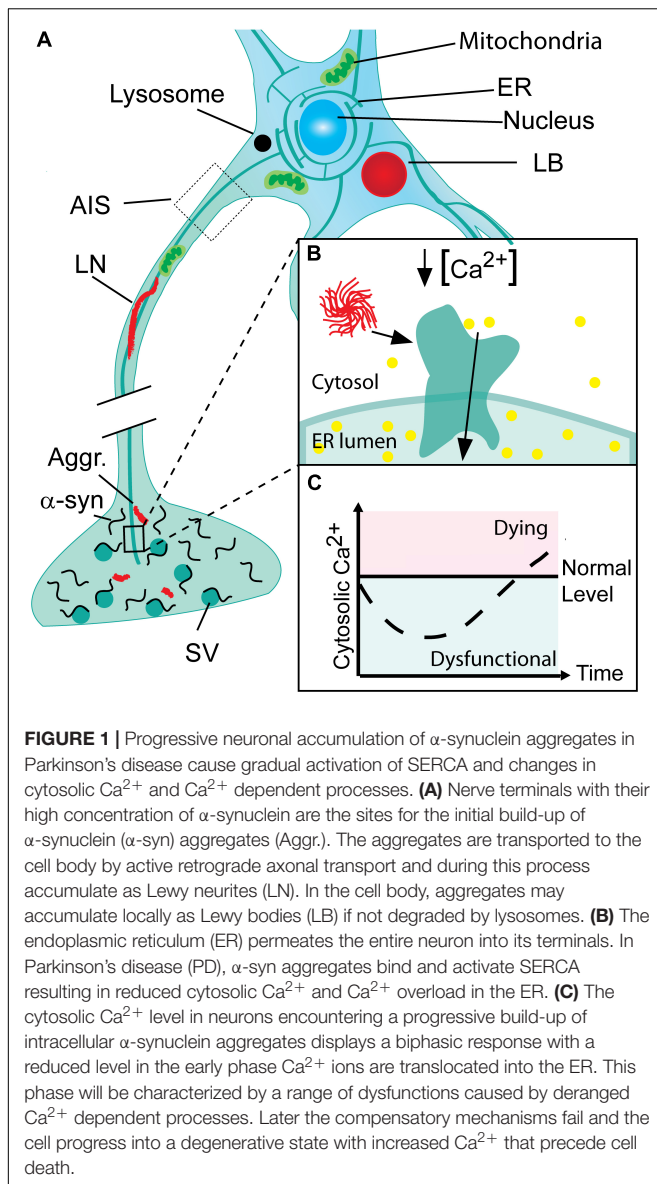 A
Mitochondria
ER
Lysosome
Nucleus
LB
AIS
LN
B
↓ [Ca²⁺]
Cytosol
ER lumen
Aggr.
α-syn
SV
C
Cytosolic Ca²⁺
Dying
Normal
Level
Dysfunctional
Time
FIGURE 1 | Progressive neuronal accumulation of α-synuclein aggregates in
Parkinson's disease cause gradual activation of SERCA and changes in
cytosolic Ca²⁺ and Ca²⁺ dependent processes. (A) Nerve terminals with their
high concentration of α-synuclein are the sites for the initial build-up of
α-synuclein (α-syn) aggregates (Aggr.). The aggregates are transported to the
cell body by active retrograde axonal transport and during this process
accumulate as Lewy neurites (LN). In the cell body, aggregates may
accumulate locally as Lewy bodies (LB) if not degraded by lysosomes. (B) The
endoplasmic reticulum (ER) permeates the entire neuron into its terminals. In
Parkinson's disease (PD), α-syn aggregates bind and activate SERCA
resulting in reduced cytosolic Ca²⁺ and Ca²⁺ overload in the ER. (C) The
cytosolic Ca²⁺ level in neurons encountering a progressive build-up of
intracellular α-synuclein aggregates displays a biphasic response with a
reduced level in the early phase Ca²⁺ ions are translocated into the ER. This
phase will be characterized by a range of dysfunctions caused by deranged
Ca²⁺ dependent processes. Later the compensatory mechanisms fail and the
cell progress into a degenerative state with increased Ca²⁺ that precede cell
death.